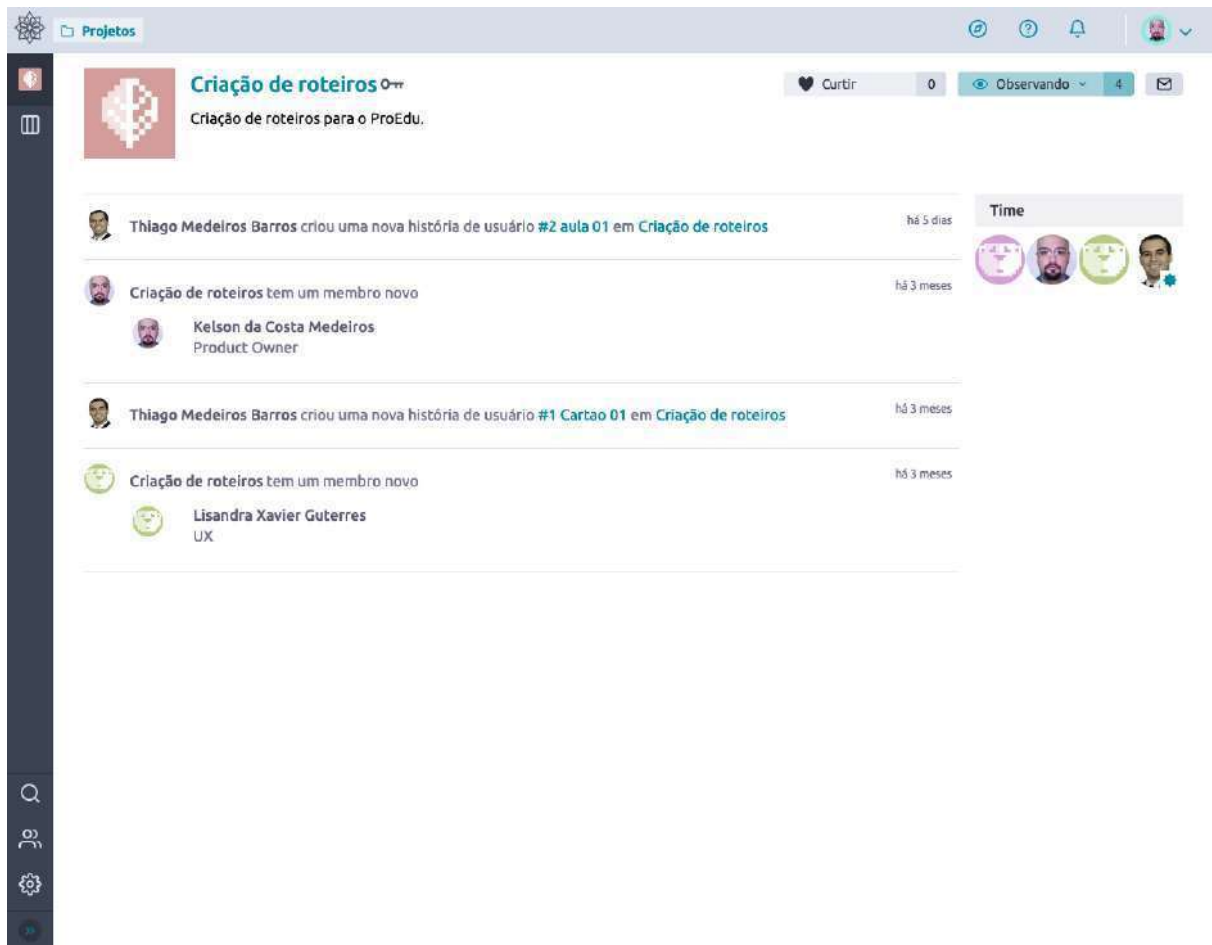 Projetos
Criação de roteiros
Curtir 0 Observando 4
Criação de roteiros para o ProEdu.
Thiago Medeiros Barros criou uma nova história de usuário #2 aula 01 em Criação de roteiros há 5 dias
Time
Criação de roteiros tem um membro novo há 3 meses
Kelson da Costa Medeiros
Product Owner
Thiago Medeiros Barros criou uma nova história de usuário #1 Cartao 01 em Criação de roteiros há 3 meses
Criação de roteiros tem um membro novo há 3 meses
Lisandra Xavier Guterres
UX